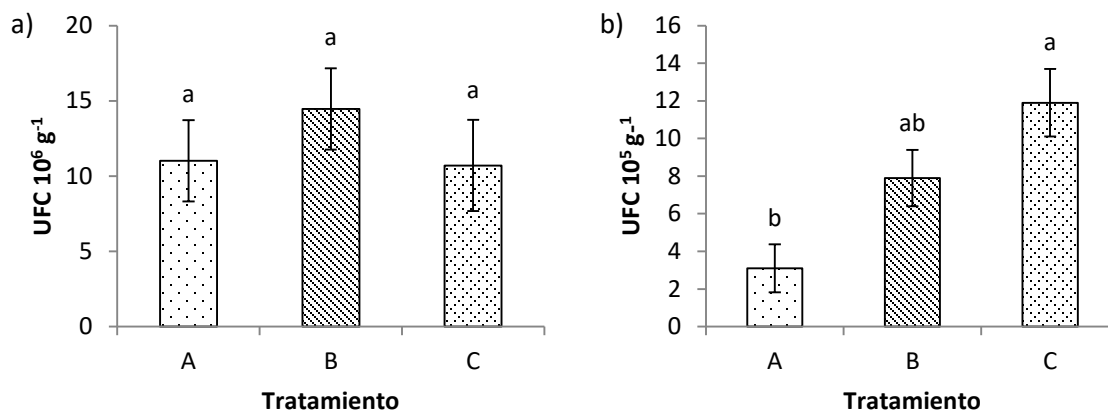 a)
UFC 10⁶ g⁻¹
20
15
10
5
0
a
a
a
A B C
Tratamiento
b)
UFC 10⁵ g-¹
16
14
12
10
8
6
4
2
0
b
ab
a
A B C
Tratamiento